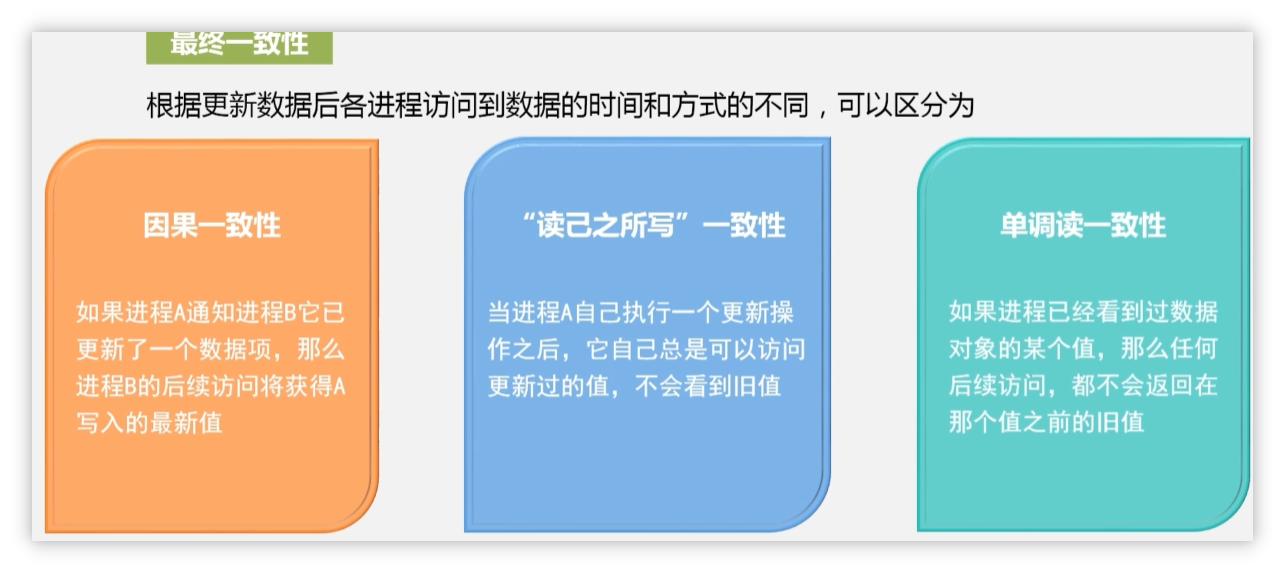 最终一致性
根据更新数据后各进程访问到数据的时间和方式的不同，可以区分为
因果一致性
如果进程A通知进程B它已
更新了一个数据项，那么
进程B的后续访问将获得A
写入的最新值
“读己之所写”一致性
当进程A自己执行一个更新操
作之后，它自己总是可以访问
更新过的值，不会看到旧值
单调读一致性
如果进程已经看到过数据
对象的某个值，那么任何
后续访问，都不会返回在
那个值之前的旧值